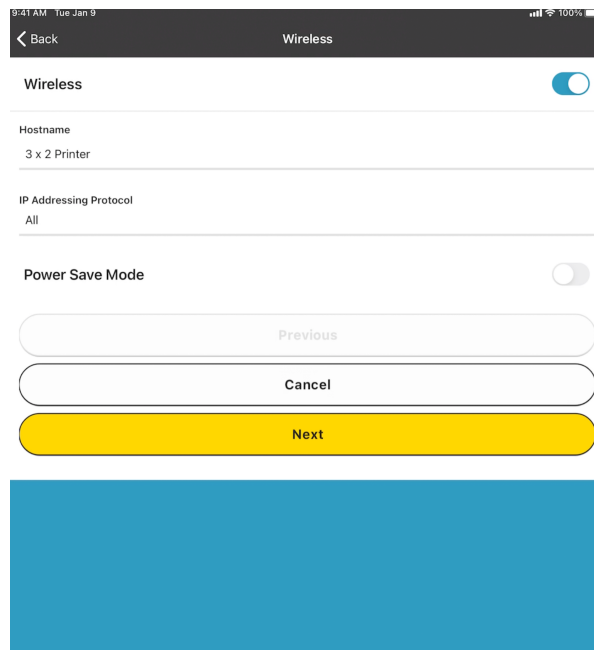 9:41 AM Tue Jan 9
100%
Back
Wireless
Wireless
Hostname
3 x 2 Printer
IP Addressing Protocol
All
Power Save Mode
Previous
Cancel
Next